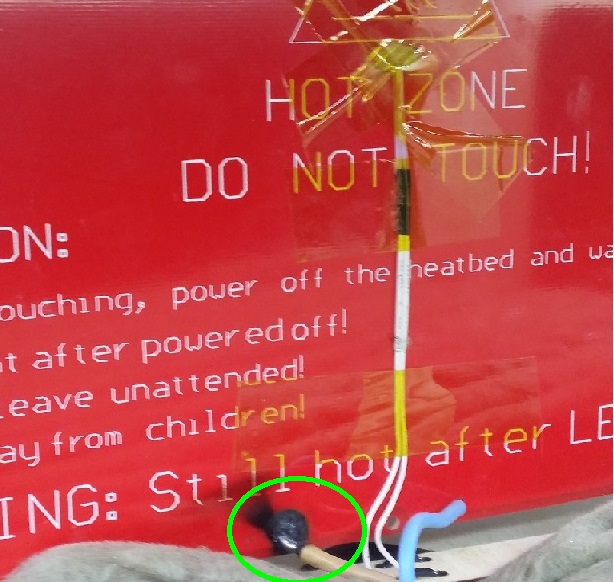 HOT ZONE
DO NOT TOUCH!
ON:
ouching, power off the heatbed and wa
t after powered off!
eave unattended!
ay from children!
ING: Still hot after LE